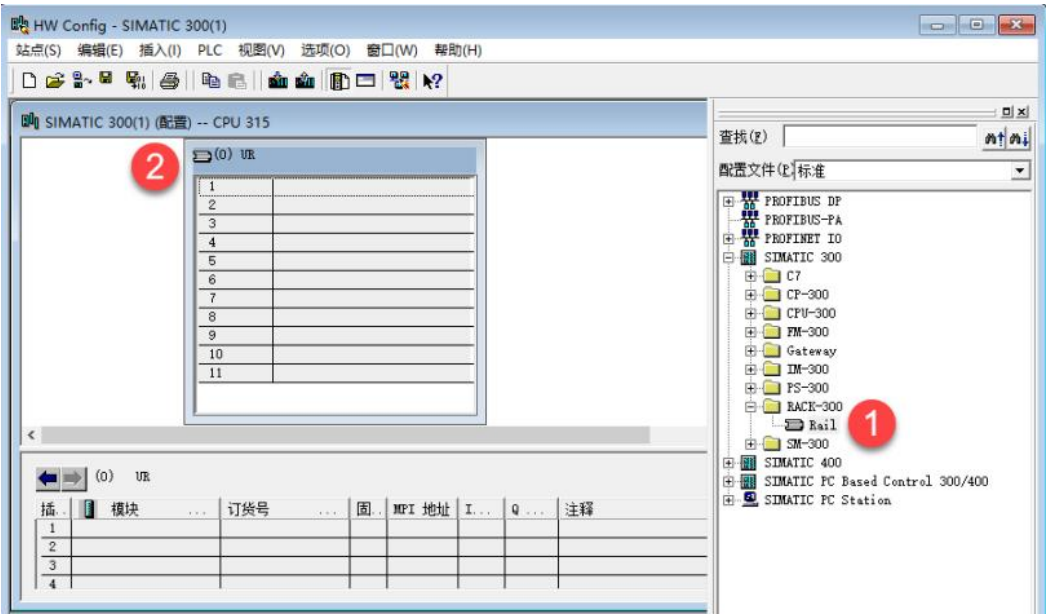 HW Config - SIMATIC 300(1)
站点(S) 编辑(E) 插入(I) PLC 视图(V) 选项(O) 窗口(W) 帮助(H)
SIMATIC 300(1) (配置) -- CPU 315
2
(0) UR
1
2
3
4
5
6
7
8
9
10
11
查找(F)
配置文件(P) 标准
PROFIBUS DP
PROFIBUS-PA
PROFINET IO
SIMATIC 300
C7
CP-300
CPU-300
FM-300
Gateway
IM-300
PS-300
RACK-300
Rail
1
SM-300
SIMATIC 400
SIMATIC PC Based Control 300/400
SIMATIC PC Station
(0) UR
插.. 模块 ... 订货号 ... 固.. MPI 地址 I... Q ... 注释
1
2
3
4